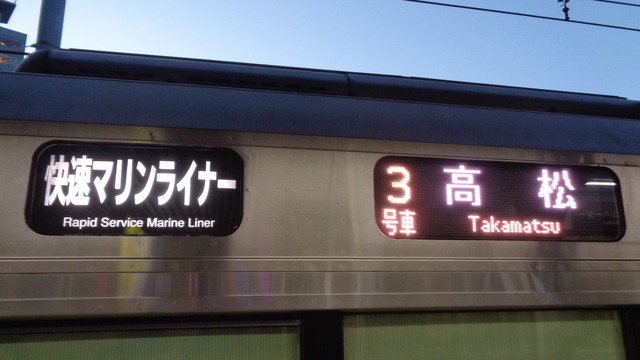 快速マリンライナー
Rapid Service Marine Liner
3号車
高松
Takamatsu